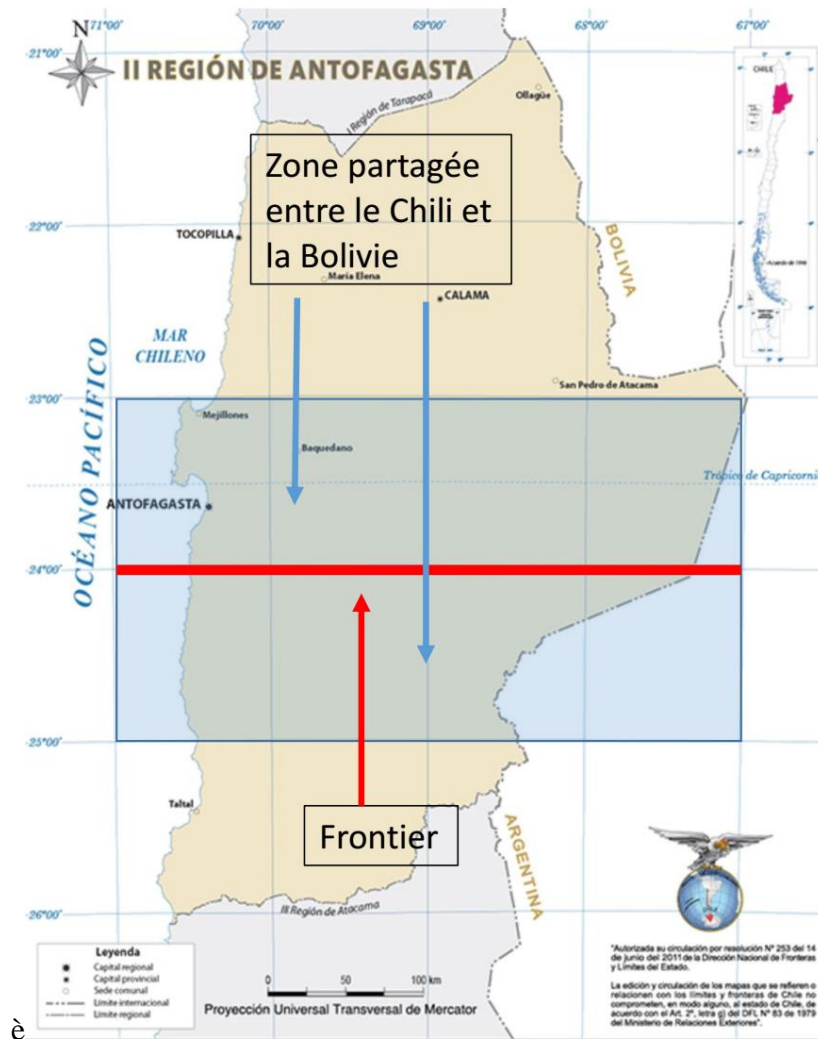 N
71°00'
70°00'
69°00'
68°00'
67°00'
-21°00'
II REGIÓN DE ANTOFAGASTA
CHILE
Ollagüe
I Región de Tarapacá
Zone partagée
entre le Chili et
la Bolivie
-22°00'
TOCOPILLA
María Elena
BOLIVIA
CALAMA
Acuerdo de 1998
MAR
CHILENO
San Pedro de Atacama
-23°00'
Mejillones
Baquedano
Trópico de Capricorni
ANTOFAGASTA
OCÉANO PACÍFICO
-24°00'
-25°00'
Taltal
Frontier
ARGENTINA
-26°00'
III Región de Atacama
Leyenda
Capital regional
Capital provincial
Sede comunal
Límite internacional
Límite regional
0 25 50 100 km
Proyección Universal Transversal de Mercator
"Autorizada su circulación por resolución N° 253 del 14
de junio del 2011 de la Dirección Nacional de Fronteras
y Límites del Estado.
La edición y circulación de los mapas que se refieren o
relacionen con los límites y fronteras de Chile no
comprometen, en modo alguno, al estado de Chile, de
acuerdo con el Art. 2°, letra g) del DFL N° 83 de 1979
del Ministerio de Relaciones Exteriores".
è